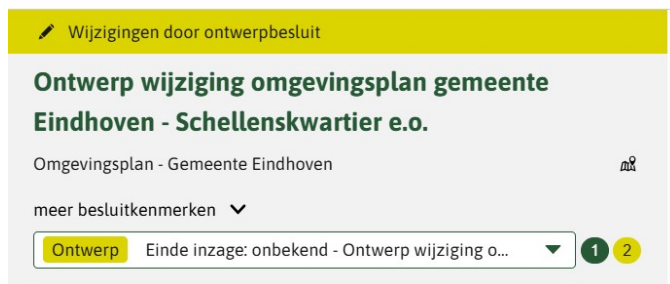 Wijzigingen door ontwerpbesluit
Ontwerp wijziging omgevingsplan gemeente
Eindhoven - Schellenskwartier e.o.
Omgevingsplan - Gemeente Eindhoven
meer besluitkenmerken
Ontwerp Einde inzage: onbekend - Ontwerp wijziging o... 1 2